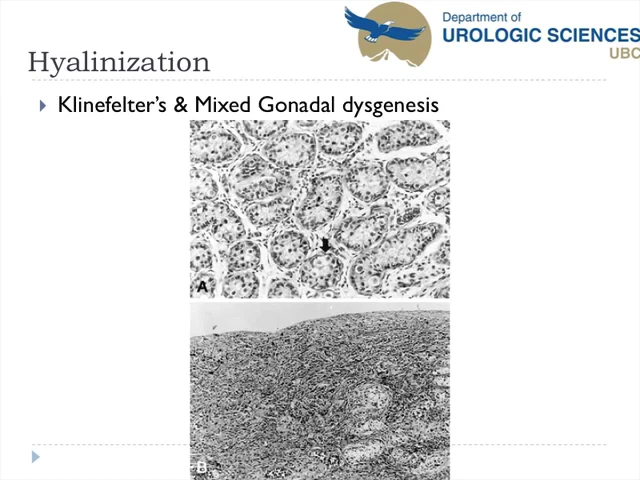 Department of
UROLOGIC SCIENCES
UBC
Hyalinization
Klinefelter's & Mixed Gonadal dysgenesis
A
B